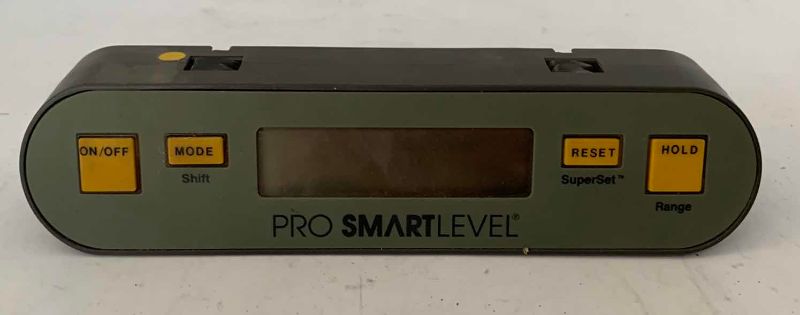 ON/OFF
MODE
Shift
RESET
SuperSet™
HOLD
Range
PRO SMARTLEVEL®